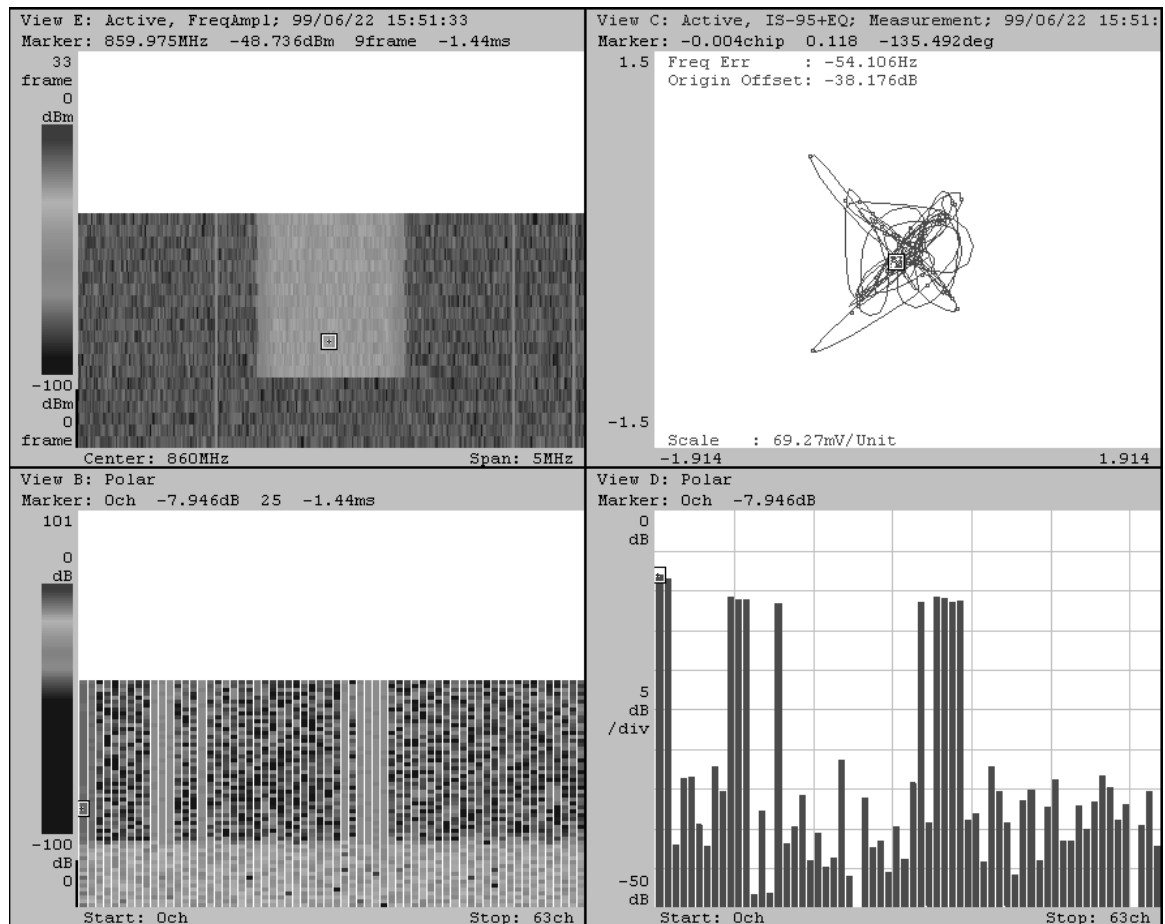 View E: Active, FreqAmpl; 99/06/22 15:51:33
Marker: 859.975MHz -48.736dBm 9frame -1.44ms
33
frame
0
dBm
-100
dBm
0
frame
Center: 860MHz Span: 5MHz
View C: Active, IS-95+EQ; Measurement; 99/06/22 15:51:
Marker: -0.004chip 0.118 -135.492deg
1.5
Freq Err : -54.106Hz
Origin Offset: -38.176dB
-1.5
Scale : 69.27mV/Unit
-1.914 1.914
View B: Polar
Marker: 0ch -7.946dB 25 -1.44ms
101
0
dB
-100
dB
0
Start: 0ch Stop: 63ch
View D: Polar
Marker: 0ch -7.946dB
0
dB
5
dB
/div
-50
dB
Start: 0ch Stop: 63ch